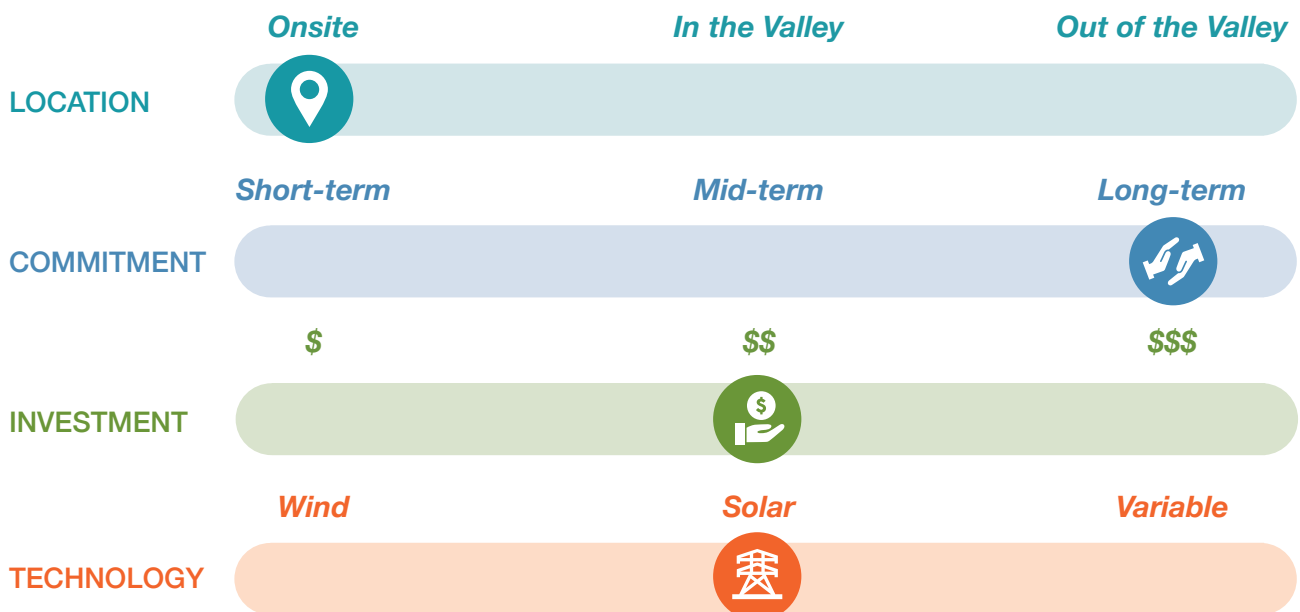 Onsite In the Valley Out of the Valley
LOCATION
Short-term Mid-term Long-term
COMMITMENT
$ $$ $$$
$
INVESTMENT
Wind Solar Variable
TECHNOLOGY